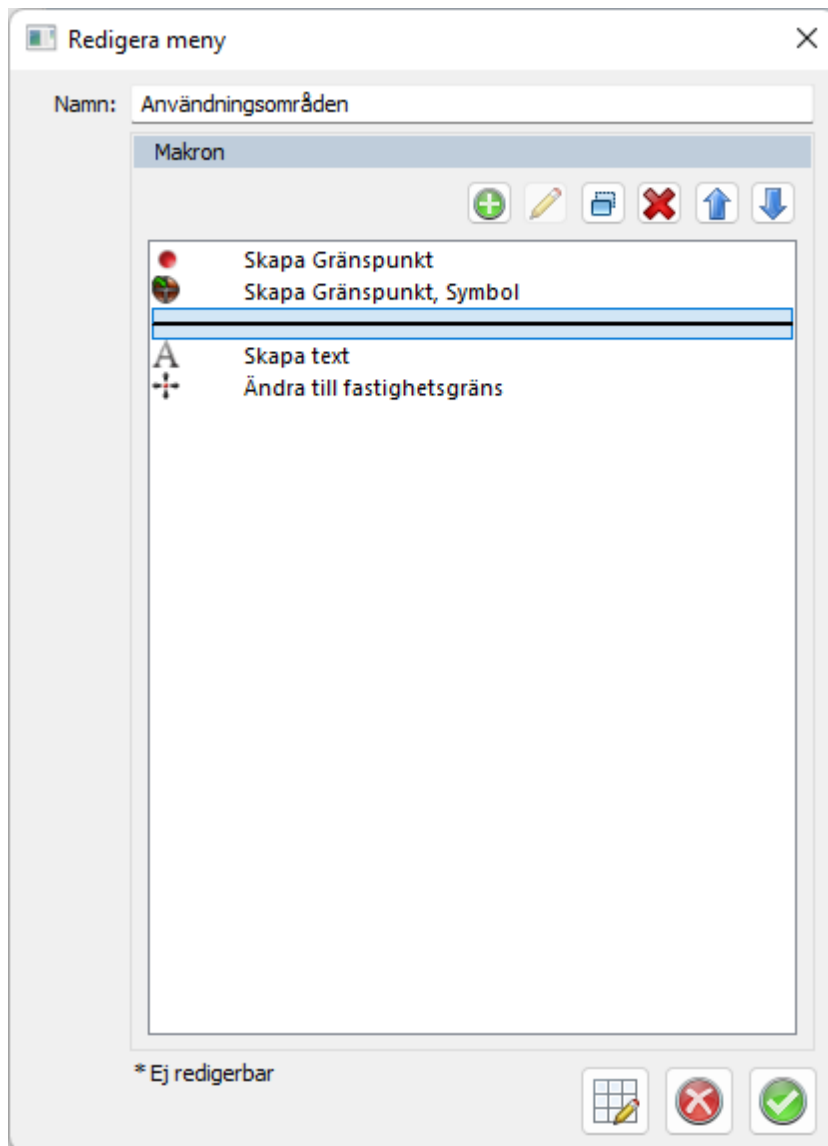 Redigera meny
Namn: Användningsområden
Makron
Skapa Gränspunkt
Skapa Gränspunkt, Symbol
Skapa text
Ändra till fastighetsgräns
* Ej redigerbar